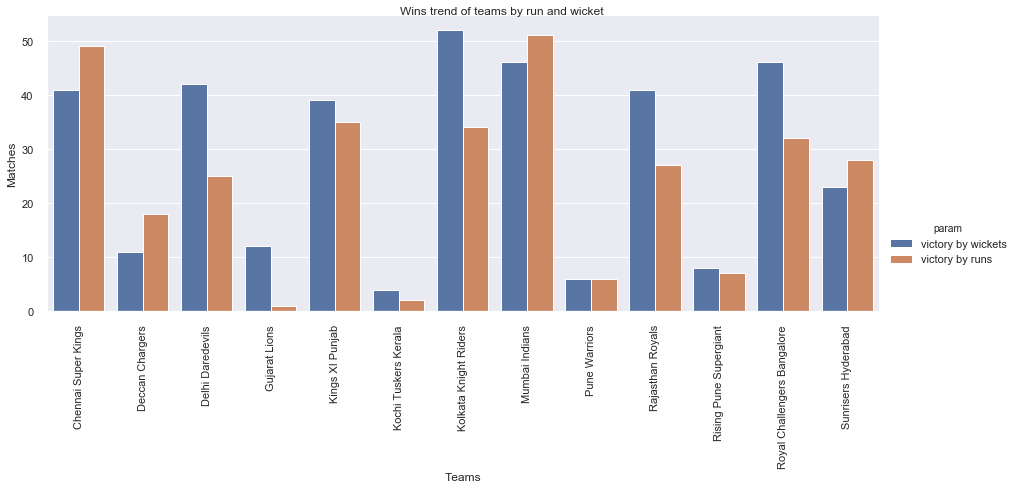 Wins trend of teams by run and wicket
Matches
50
40
30
20
10
0
Chennai Super Kings
Deccan Chargers
Delhi Daredevils
Gujarat Lions
Kings XI Punjab
Kochi Tuskers Kerala
Kolkata Knight Riders
Mumbai Indians
Pune Warriors
Rajasthan Royals
Rising Pune Supergiant
Royal Challengers Bangalore
Sunrisers Hyderabad
Teams
param
victory by wickets
victory by runs